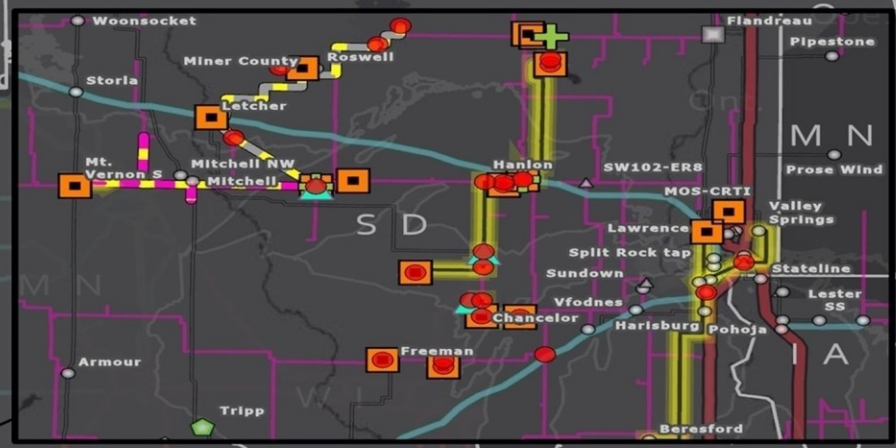 Woonsocket
Flandreau
Pipestone
Miner County
Roswell
Storla
Letcher
M N
Hanlon
Mt.
Vernon S
Mitchell NW
Mitchell
SW102-ER8
Prose Wind
MOS-CRTI
Valley
Springs
S D
Lawrence
Split Rock tap
Stateline
Sundown
M N
Lester
SS
Vfodnes
Chancelor
Harisburg
Pohoja
Freeman
I A
Armour
W I
Tripp
Beresford